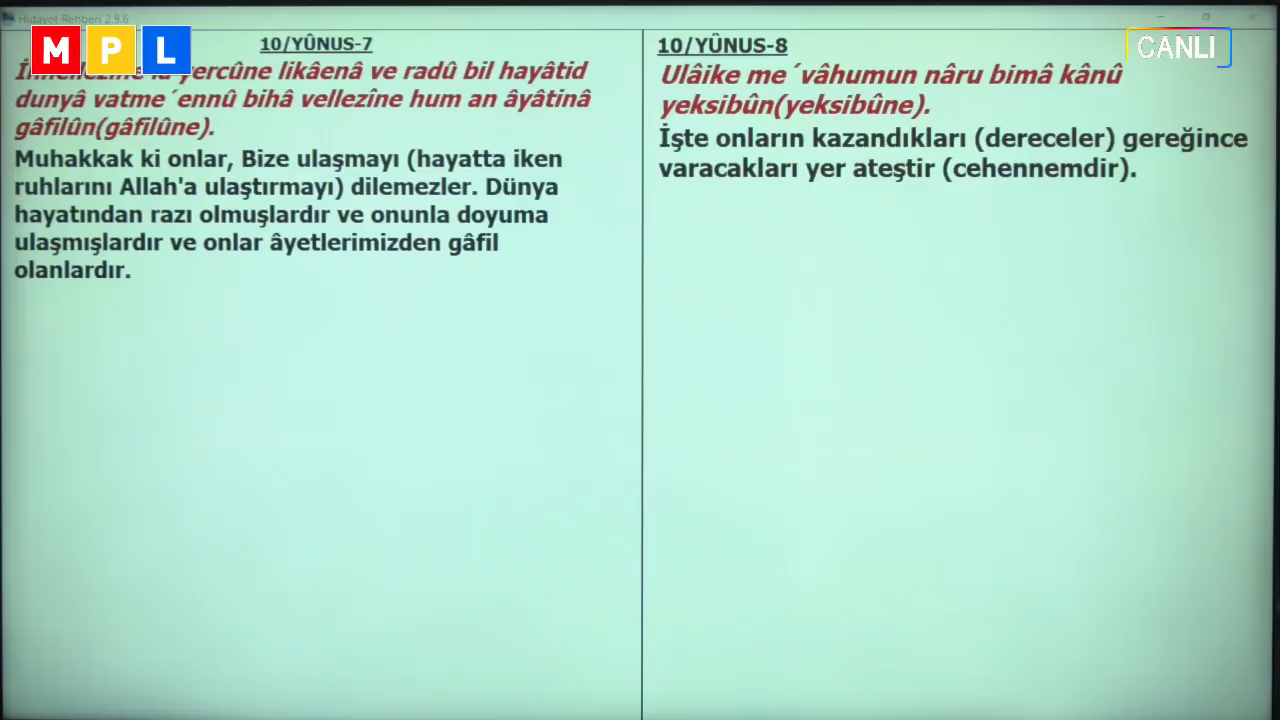 Hidayet Rehberi 2.9.6
MPL
CANLI
10/YÛNUS-7
yercûne likâenâ ve radû bil hayâtid
dunyâ vatme´ennû bihâ vellezîne hum an âyâtinâ
gâfilûn(gâfilûne).
Muhakkak ki onlar, Bize ulaşmayı (hayatta iken
ruhlarını Allah'a ulaştırmayı) dilemezler. Dünya
hayatından razı olmuşlardır ve onunla doyuma
ulaşmışlardır ve onlar âyetlerimizden gâfil
olanlardır.
10/YÛNUS-8
Ulâike me´vâhumun nâru bimâ kânû
yeksibûn(yeksibûne).
İşte onların kazandıkları (dereceler) gereğince
varacakları yer ateştir (cehennemdir).